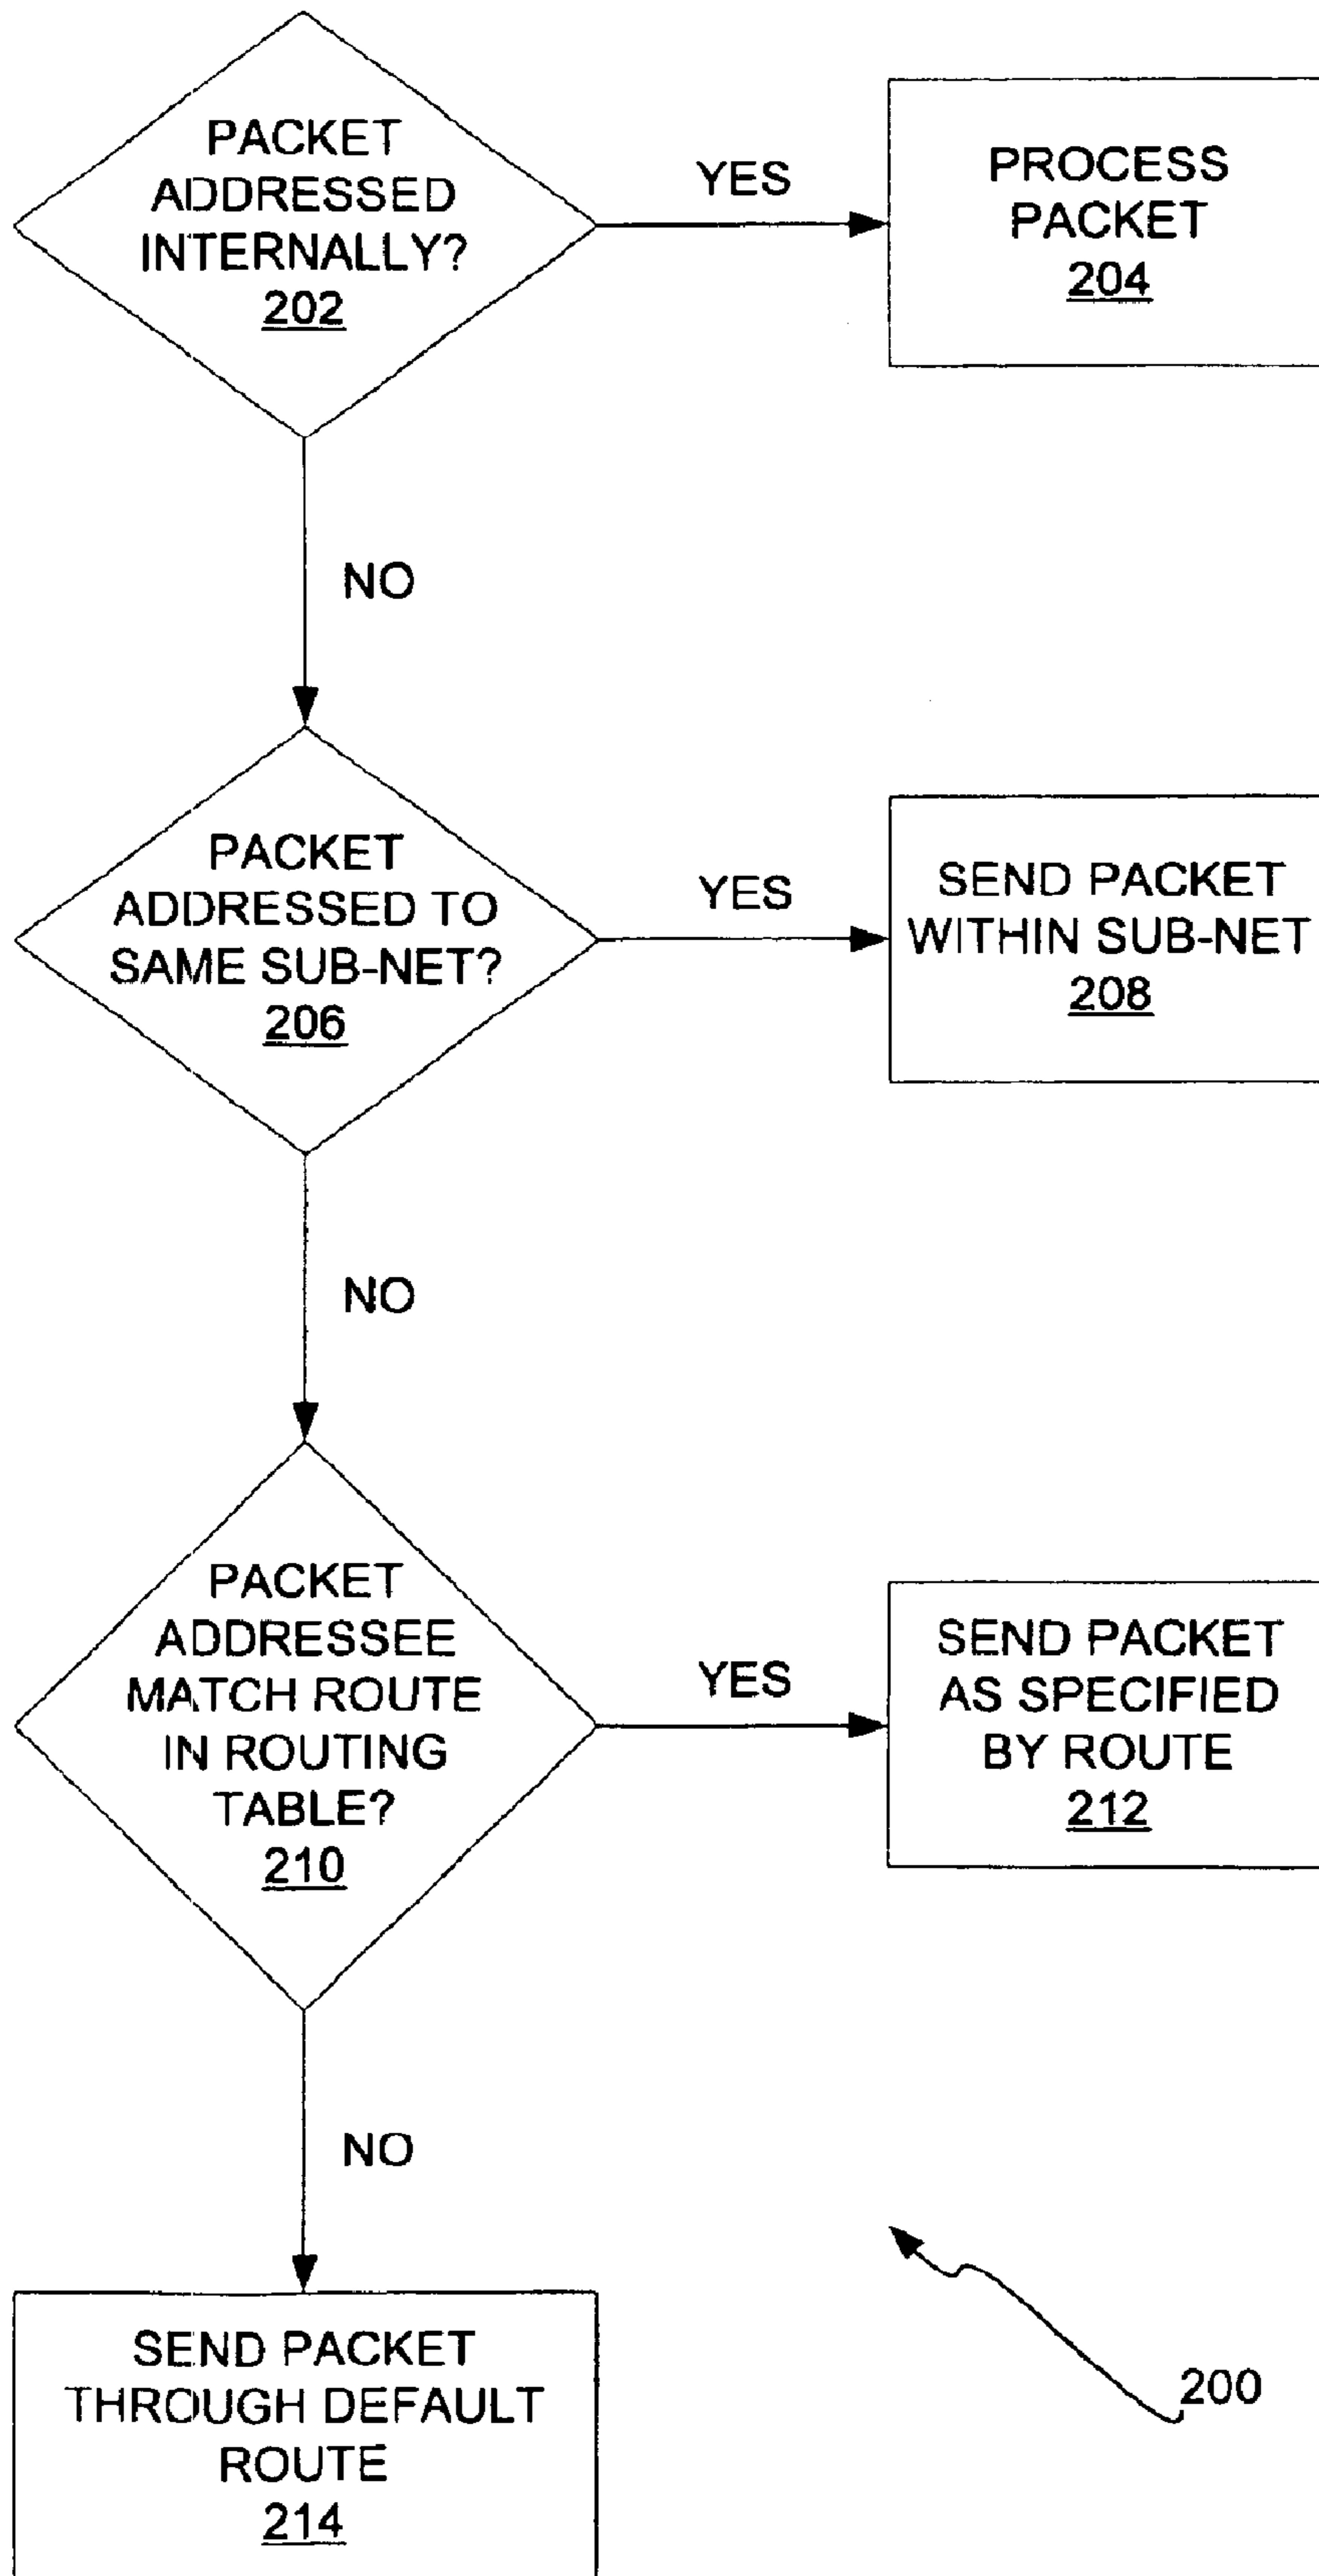 PACKET
ADDRESSED
INTERNALLY?
202
YES
PROCESS
PACKET
204
NO
PACKET
ADDRESSED TO
SAME SUB-NET?
206
YES
SEND PACKET
WITHIN SUB-NET
208
NO
PACKET
ADDRESSEE
MATCH ROUTE
IN ROUTING
TABLE?
210
YES
SEND PACKET
AS SPECIFIED
BY ROUTE
212
NO
SEND PACKET
THROUGH DEFAULT
ROUTE
214
200